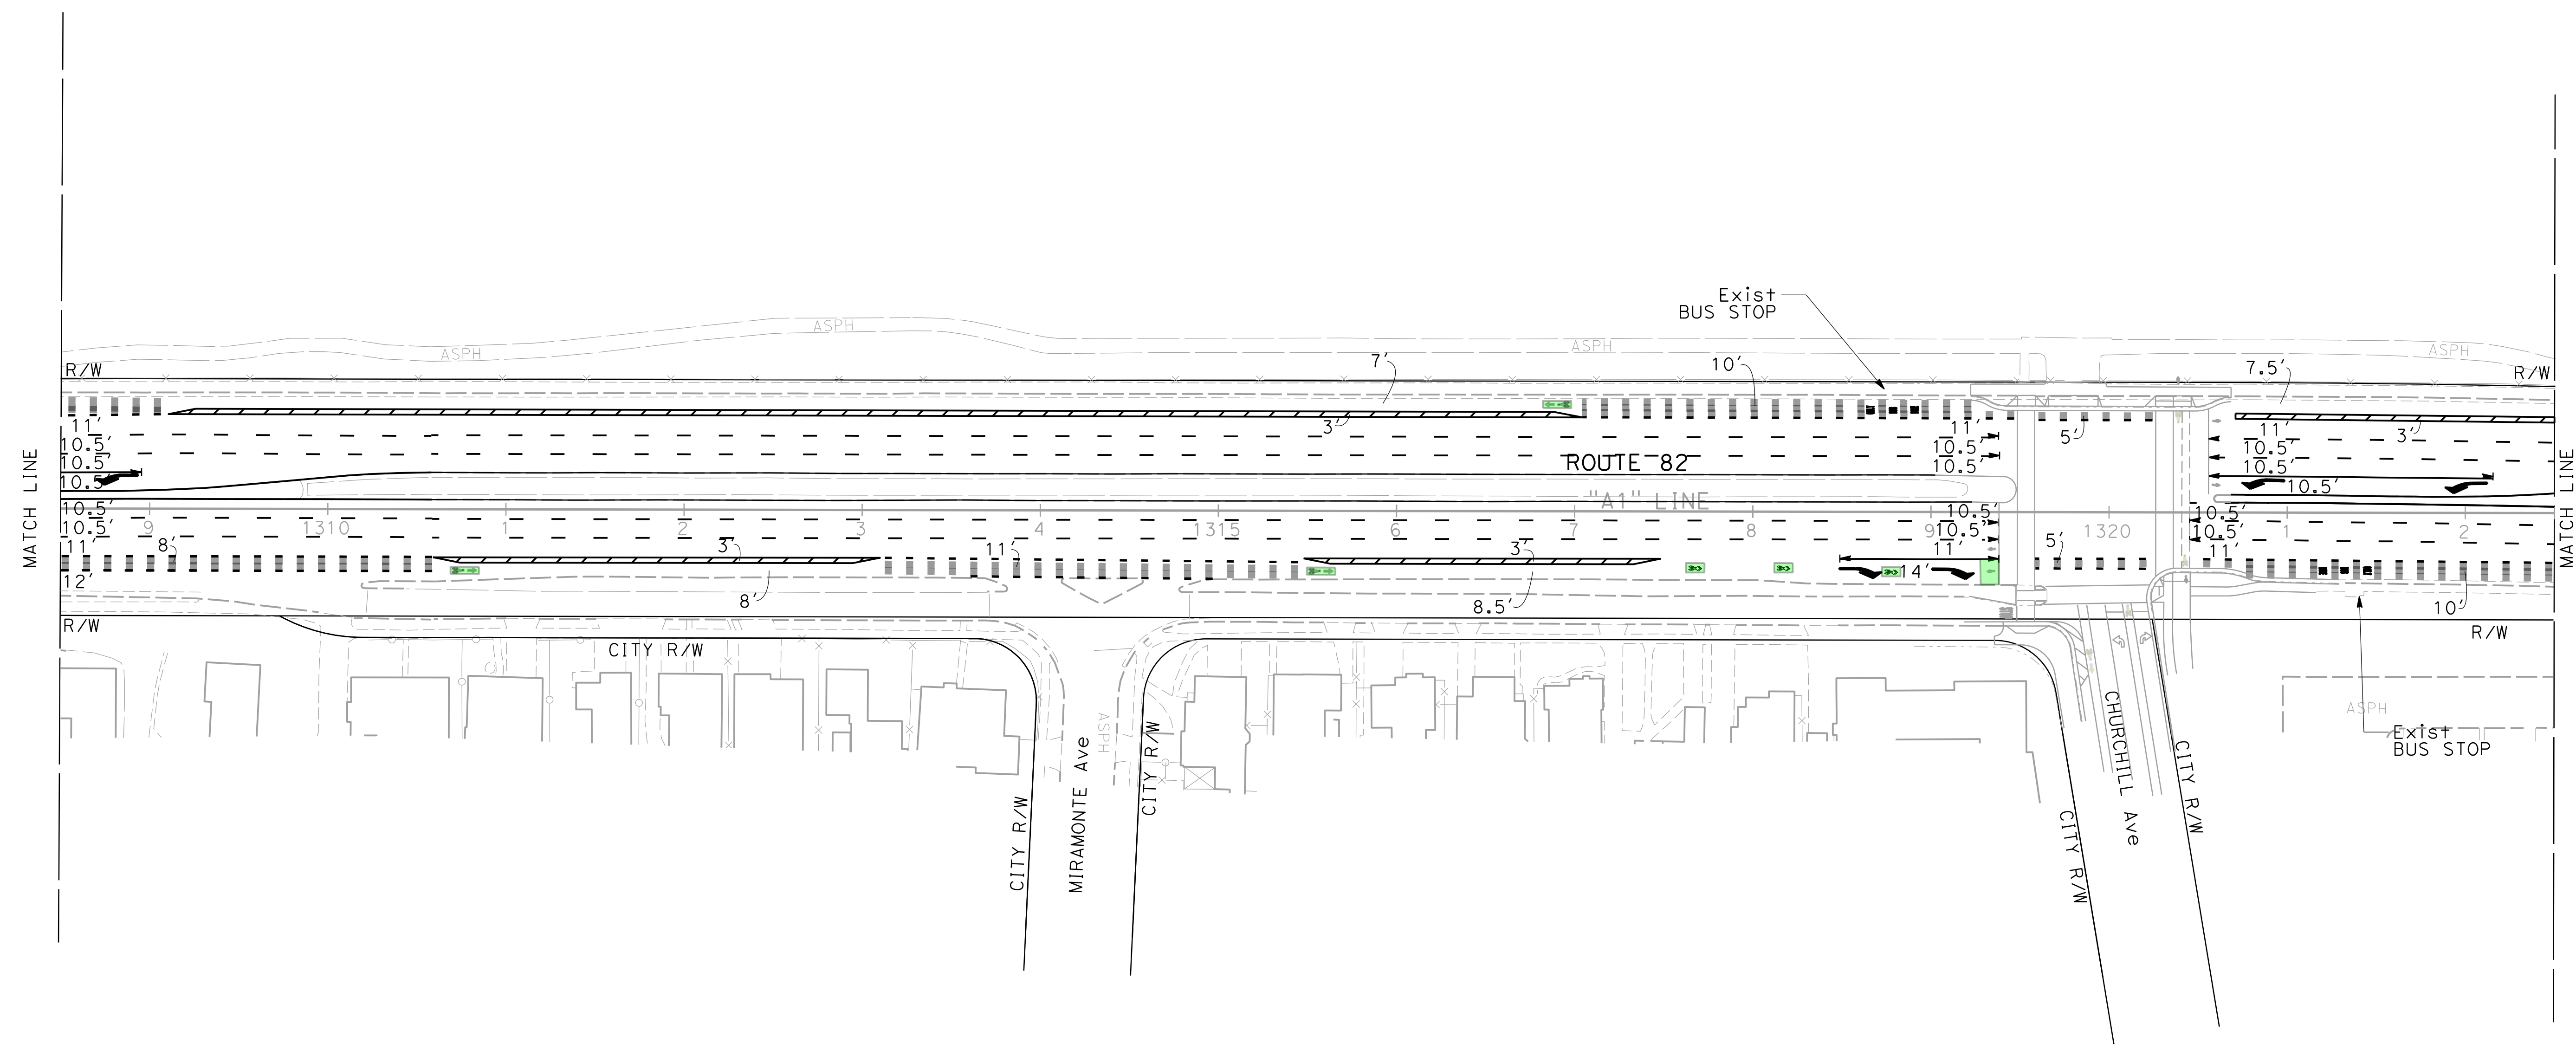 Exist
BUS STOP
ASPH
ASPH
ASPH
ASPH
R/W
7′
10′
7.5′
R/W
11′
10.5′
10.5′
10.5′
3′
11′
10.5′
10.5′
5′
11′
10.5′
10.5′
10.5′
3′
ROUTE 82
"A1" LINE
MATCH LINE
MATCH LINE
10.5′
10.5′
11′
8′
12′
9
1310
1
2
3
4
1315
6
7
8
9
1320
1
2
10.5′
10.5′
11′
14′
5′
10.5′
10.5′
11′
3′
11′
3′
8′
8.5′
10′
R/W
CITY R/W
R/W
ASPH
ASPH
Exist
BUS STOP
CITY R/W
MIRAMONTE Ave
CITY R/W
CITY R/W
CHURCHILL Ave
CITY R/W